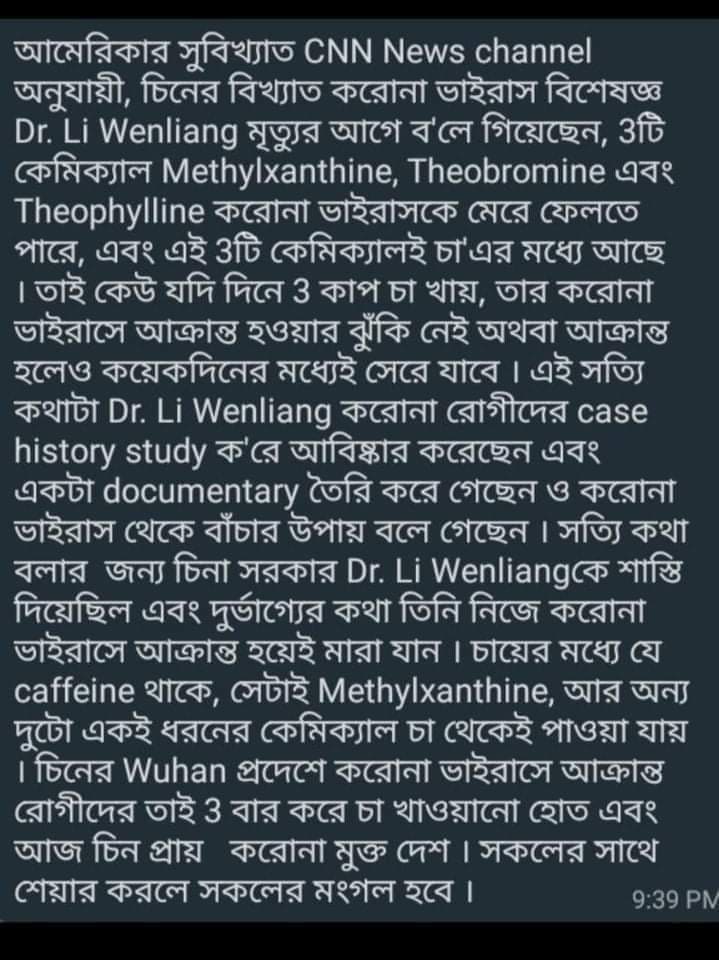 আমেরিকার সুবিখ্যাত CNN News channel
অনুযায়ী, চিনের বিখ্যাত করোনা ভাইরাস বিশেষজ্ঞ
Dr. Li Wenliang মৃত্যুর আগে ব'লে গিয়েছেন, 3টি
কেমিক্যাল Methylxanthine, Theobromine এবং
Theophylline করোনা ভাইরাসকে মেরে ফেলতে
পারে, এবং এই 3টি কেমিক্যালই চা'এর মধ্যে আছে
। তাই কেউ যদি দিনে 3 কাপ চা খায়, তার করোনা
ভাইরাসে আক্রান্ত হওয়ার ঝুঁকি নেই অথবা আক্রান্ত
হলেও কয়েকদিনের মধ্যেই সেরে যাবে । এই সত্যি
কথাটা Dr. Li Wenliang করোনা রোগীদের case
history study ক'রে আবিষ্কার করেছেন এবং
একটা documentary তৈরি করে গেছেন ও করোনা
ভাইরাস থেকে বাঁচার উপায় বলে গেছেন । সত্যি কথা
বলার জন্য চিনা সরকার Dr. Li Wenliangকে শাস্তি
দিয়েছিল এবং দুর্ভাগ্যের কথা তিনি নিজে করোনা
ভাইরাসে আক্রান্ত হয়েই মারা যান । চায়ের মধ্যে যে
caffeine থাকে, সেটাই Methylxanthine, আর অন্য
দুটো একই ধরনের কেমিক্যাল চা থেকেই পাওয়া যায়
। চিনের Wuhan প্রদেশে করোনা ভাইরাসে আক্রান্ত
রোগীদের তাই 3 বার করে চা খাওয়ানো হোত এবং
আজ চিন প্রায় করোনা মুক্ত দেশ । সকলের সাথে
শেয়ার করলে সকলের মংগল হবে ।
9:39 PM